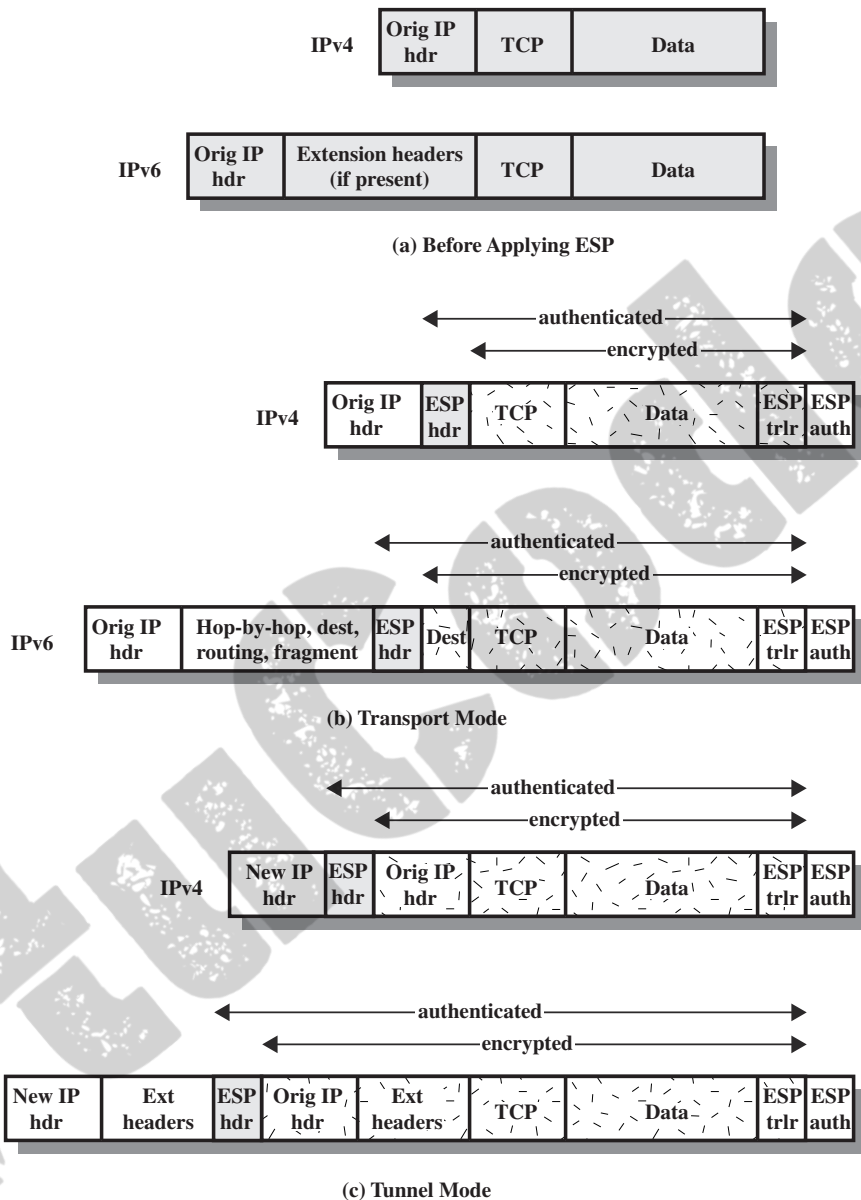 Orig IP
hdr
IPv4
TCP
Data
IPv6
Orig IP
hdr
Extension headers
(if present)
TCP
Data
(a) Before Applying ESP
authenticated
encrypted
IPv4
Orig IP
hdr
ESP
hdr
TCP
Data
ESP
trlr
ESP
auth
authenticated
encrypted
IPv6
Orig IP
hdr
Hop-by-hop, dest,
routing, fragment
ESP
hdr
Dest
TCP
Data
ESP
trlr
ESP
auth
(b) Transport Mode
authenticated
encrypted
IPv4
New IP
hdr
ESP
hdr
Orig IP
hdr
TCP
Data
ESP
trlr
ESP
auth
authenticated
encrypted
New IP
hdr
Ext
headers
ESP
hdr
Orig IP
hdr
Ext
headers
TCP
Data
ESP
trlr
ESP
auth
(c) Tunnel Mode